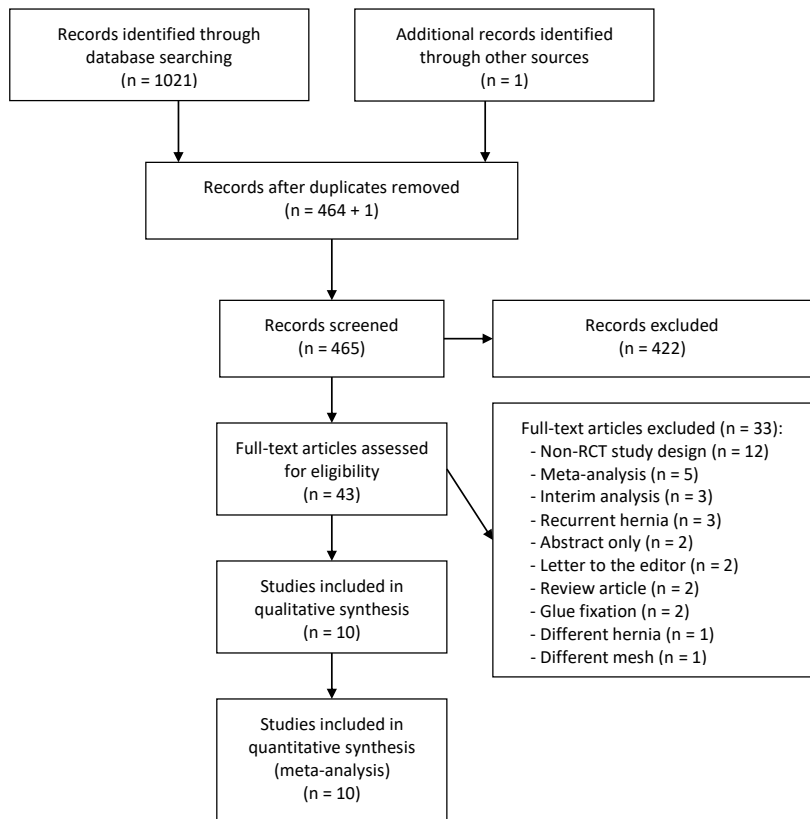 Records identified through
database searching
(n = 1021)
Additional records identified
through other sources
(n = 1)
Records after duplicates removed
(n = 464 + 1)
Records screened
(n = 465)
Records excluded
(n = 422)
Full-text articles assessed
for eligibility
(n = 43)
Full-text articles excluded (n = 33):
- Non-RCT study design (n = 12)
- Meta-analysis (n = 5)
- Interim analysis (n = 3)
- Recurrent hernia (n = 3)
- Abstract only (n = 2)
- Letter to the editor (n = 2)
- Review article (n = 2)
- Glue fixation (n = 2)
- Different hernia (n = 1)
- Different mesh (n = 1)
Studies included in
qualitative synthesis
(n = 10)
Studies included in
quantitative synthesis
(meta-analysis)
(n = 10)